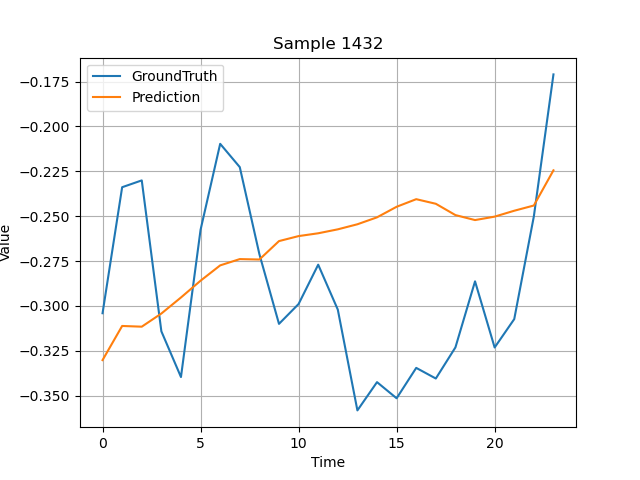 Sample 1432
GroundTruth
Prediction
−0.175
−0.200
−0.225
−0.250
−0.275
−0.300
−0.325
−0.350
Value
0 5 10 15 20
Time